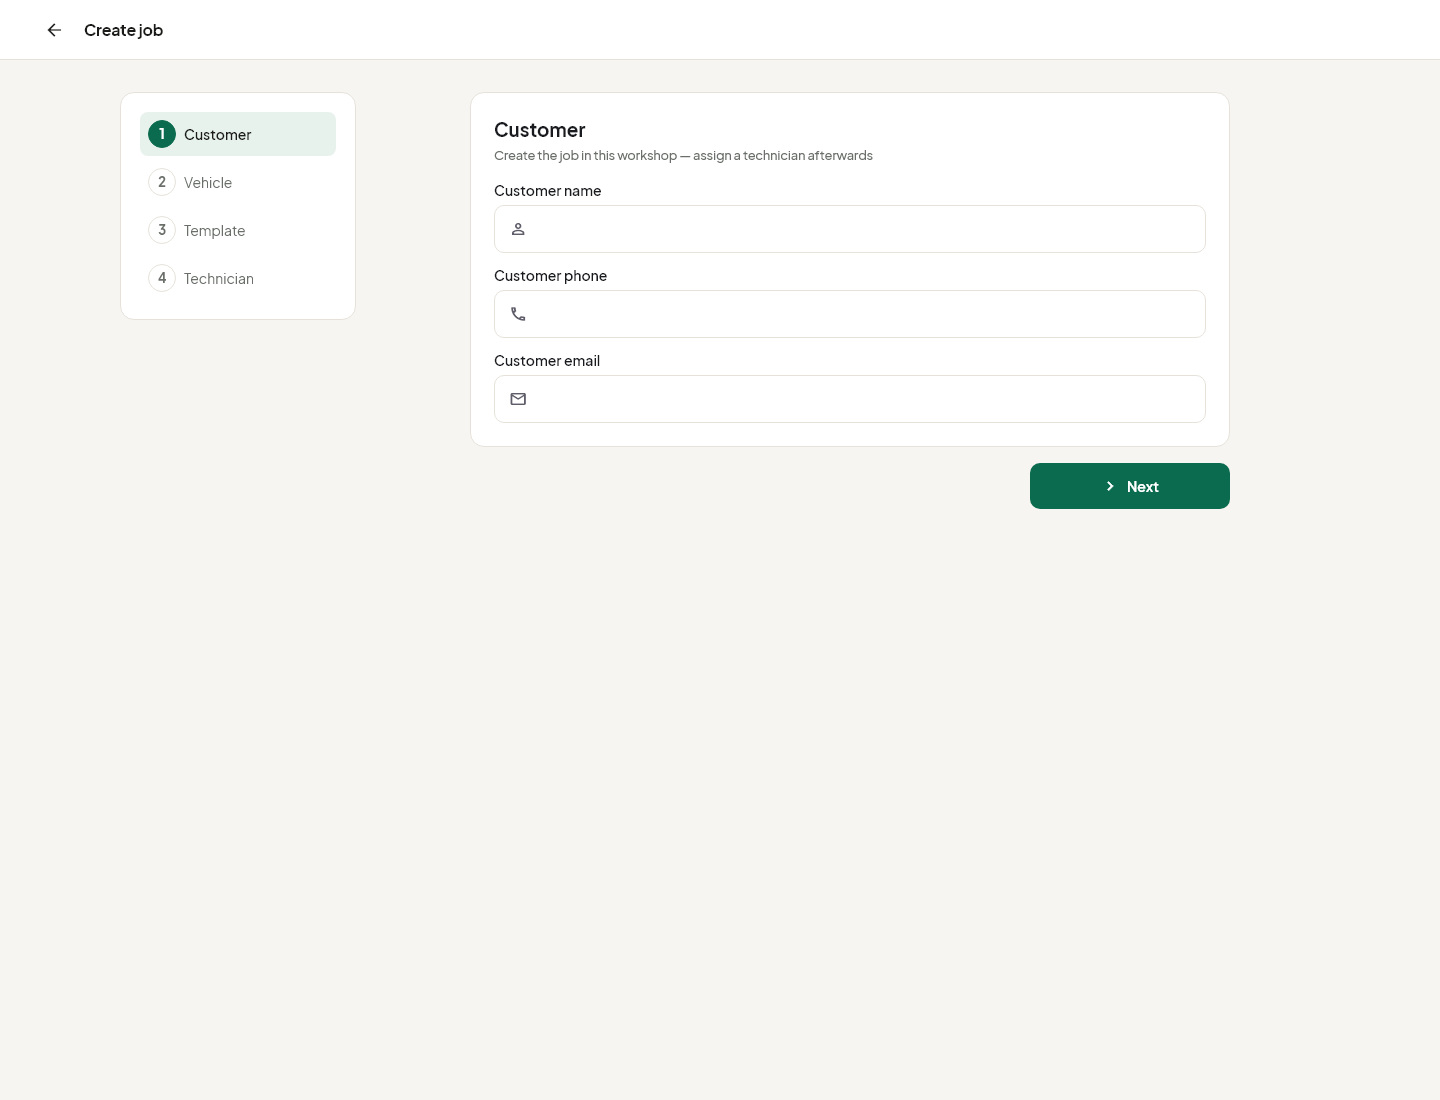 Create job
1 Customer
2 Vehicle
3 Template
4 Technician
Customer
Create the job in this workshop — assign a technician afterwards
Customer name
Customer phone
Customer email
Next